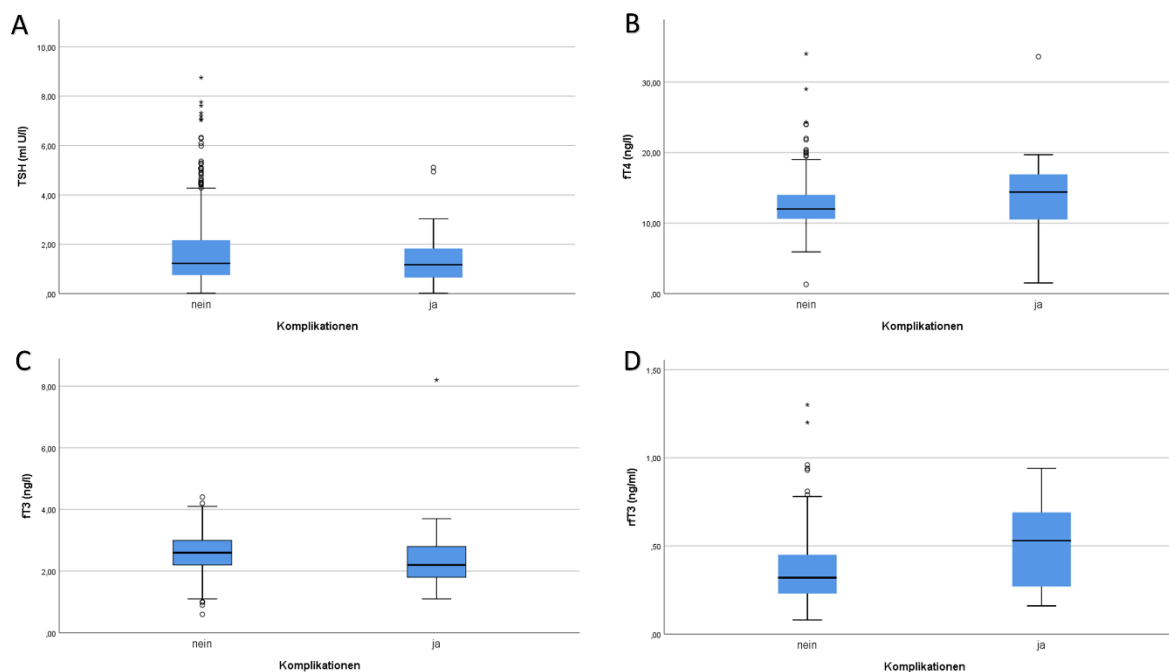 A
TSH (ml U/l)
10,00
8,00
6,00
4,00
2,00
,00
nein
ja
Komplikationen
B
fT4 (ng/l)
30,00
20,00
10,00
,00
nein
ja
Komplikationen
C
fT3 (ng/l)
8,00
6,00
4,00
2,00
,00
nein
ja
Komplikationen
D
rfT3 (ng/ml)
1,50
1,00
,50
,00
nein
ja
Komplikationen